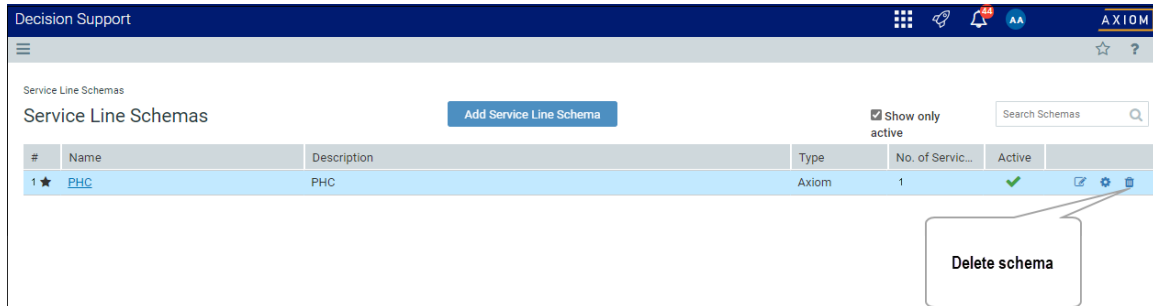 Decision Support
44
AA
AXIOM
?
Service Line Schemas
Service Line Schemas
Add Service Line Schema
Show only
active
Search Schemas
# Name Description Type No. of Servic... Active
1 PHC PHC Axiom 1
Delete schema